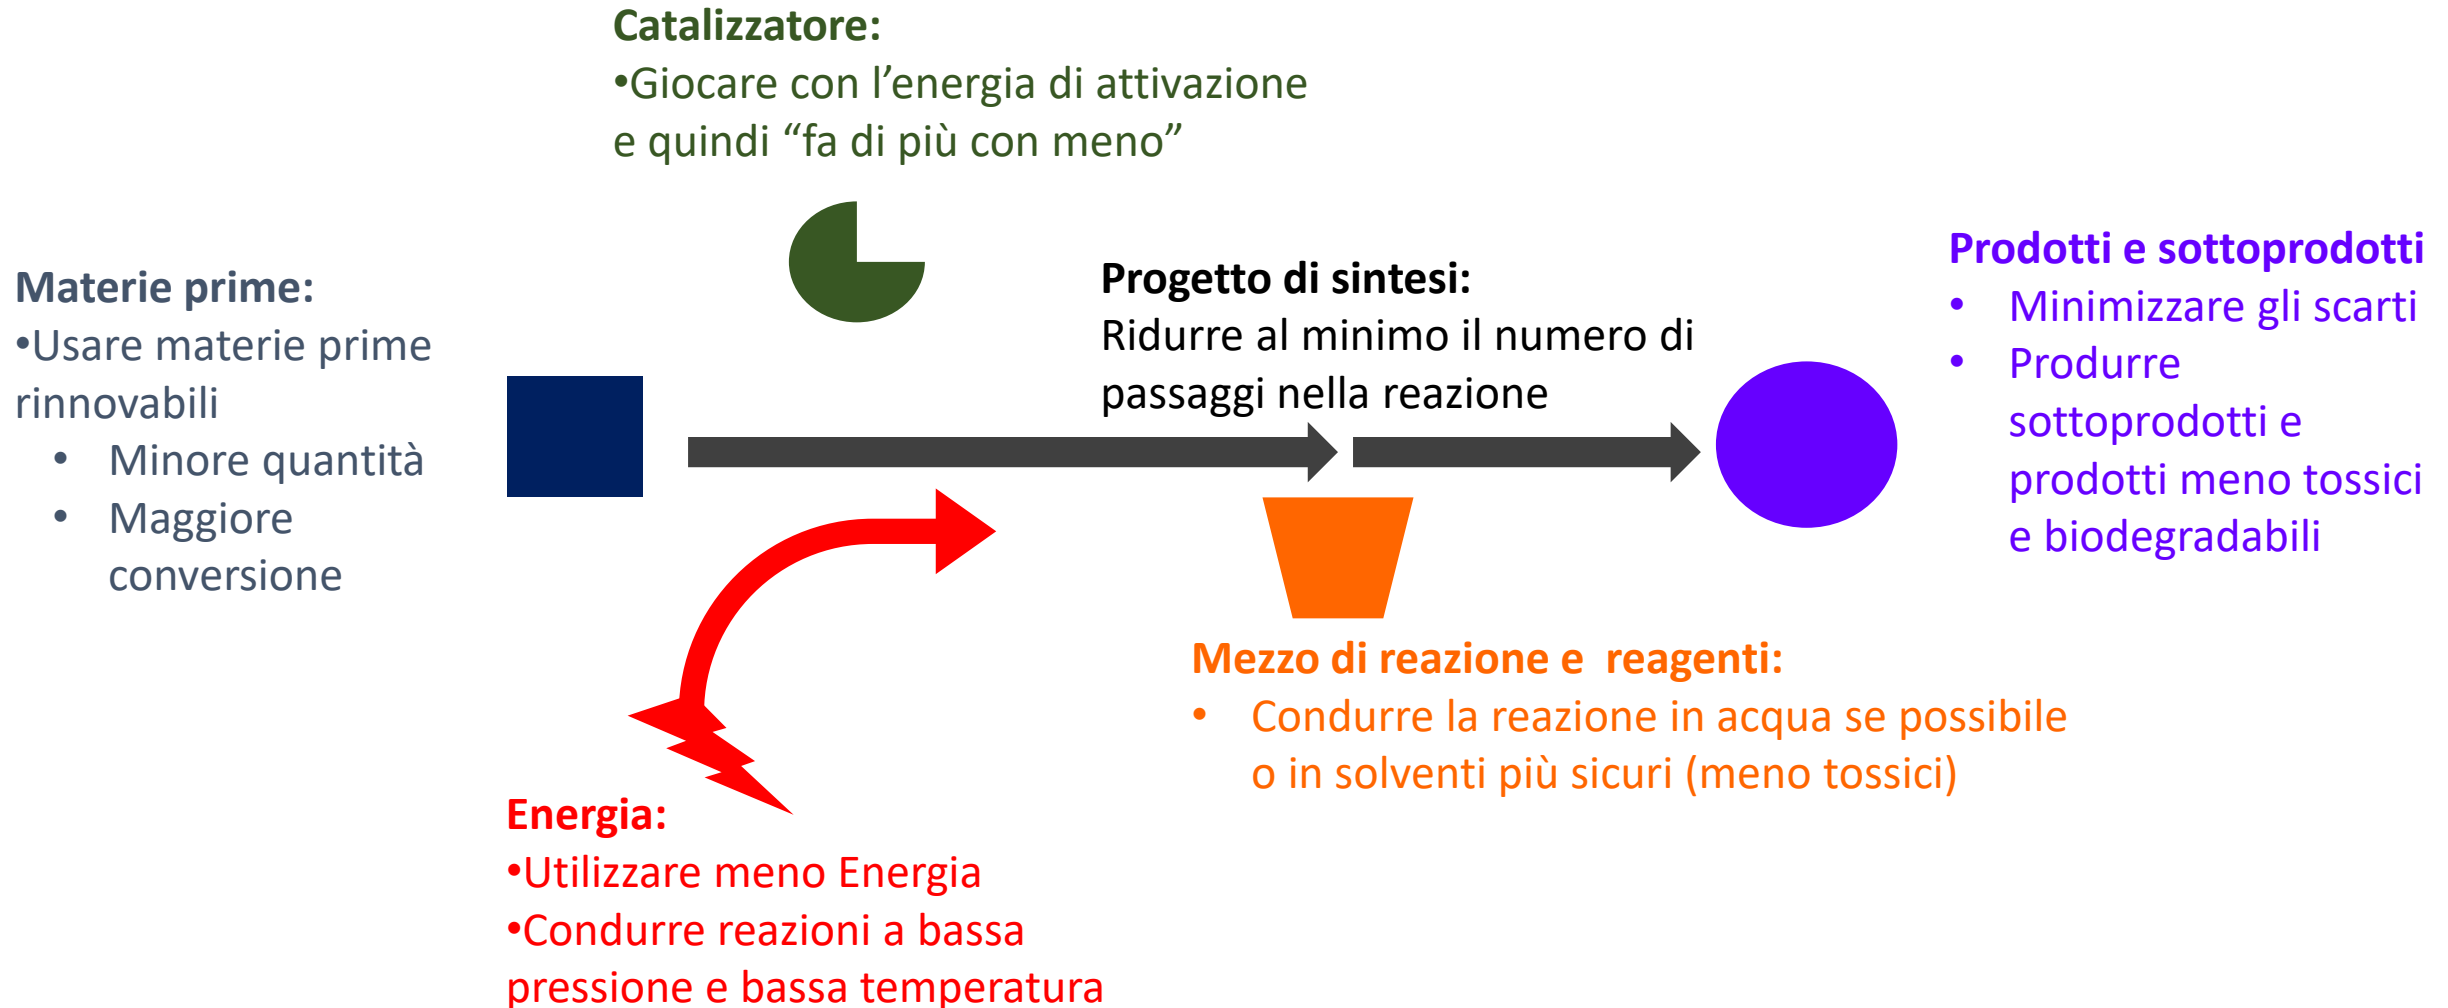 Catalizzatore:
•Giocare con l’energia di attivazione
e quindi “fa di più con meno”
Materie prime:
•Usare materie prime
rinnovabili
• Minore quantità
• Maggiore
conversione
Progetto di sintesi:
Ridurre al minimo il numero di
passaggi nella reazione
Prodotti e sottoprodotti
• Minimizzare gli scarti
• Produrre
sottoprodotti e
prodotti meno tossici
e biodegradabili
Mezzo di reazione e  reagenti:
• Condurre la reazione in acqua se possibile
o in solventi più sicuri (meno tossici)
Energia:
•Utilizzare meno Energia
•Condurre reazioni a bassa
pressione e bassa temperatura